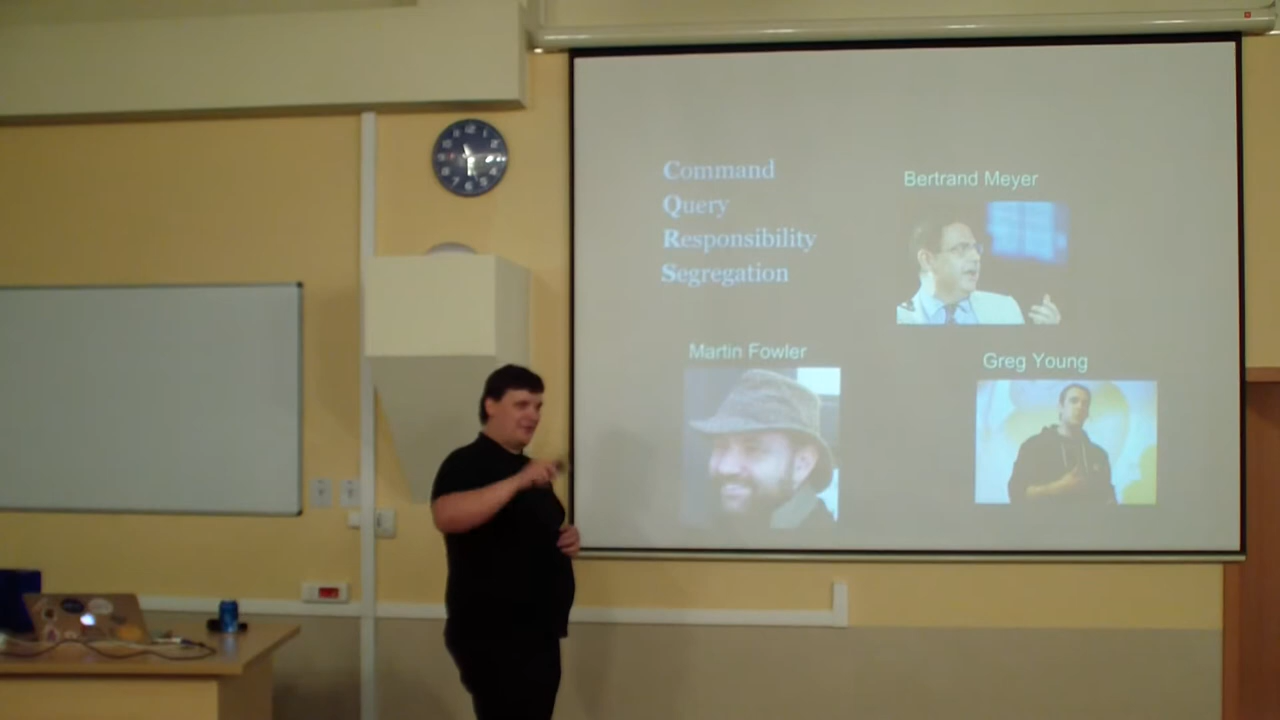 Command
Query
Responsibility
Segregation
Bertrand Meyer
Martin Fowler
Greg Young